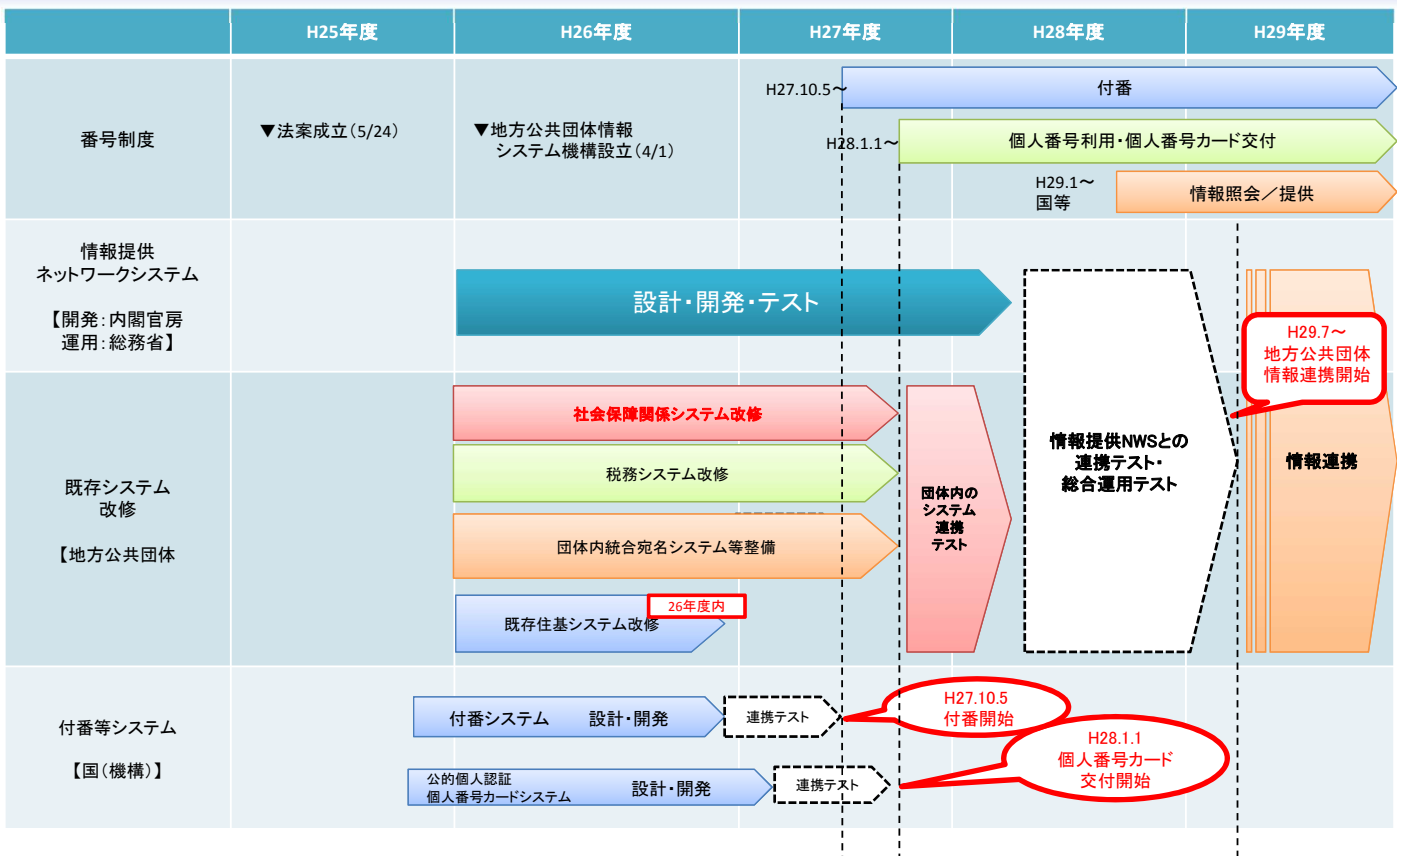 H25年度
H26年度
H27年度
H28年度
H29年度
番号制度
▼法案成立(5/24)
▼地方公共団体情報
システム機構設立(4/1)
H27.10.5～
付番
H28.1.1～
個人番号利用・個人番号カード交付
H29.1～
国等
情報照会／提供
情報提供
ネットワークシステム
【開発：内閣官房
運用：総務省】
設計・開発・テスト
H29.7～
地方公共団体
情報連携開始
既存システム
改修
【地方公共団体
社会保障関係システム改修
税務システム改修
団体内統合宛名システム等整備
26年度内
既存住基システム改修
団体内の
システム
連携
テスト
情報提供NWSとの
連携テスト・
総合運用テスト
情報連携
付番等システム
【国(機構)】
付番システム　設計・開発
連携テスト
H27.10.5
付番開始
公的個人認証
個人番号カードシステム
設計・開発
連携テスト
H28.1.1
個人番号カード
交付開始